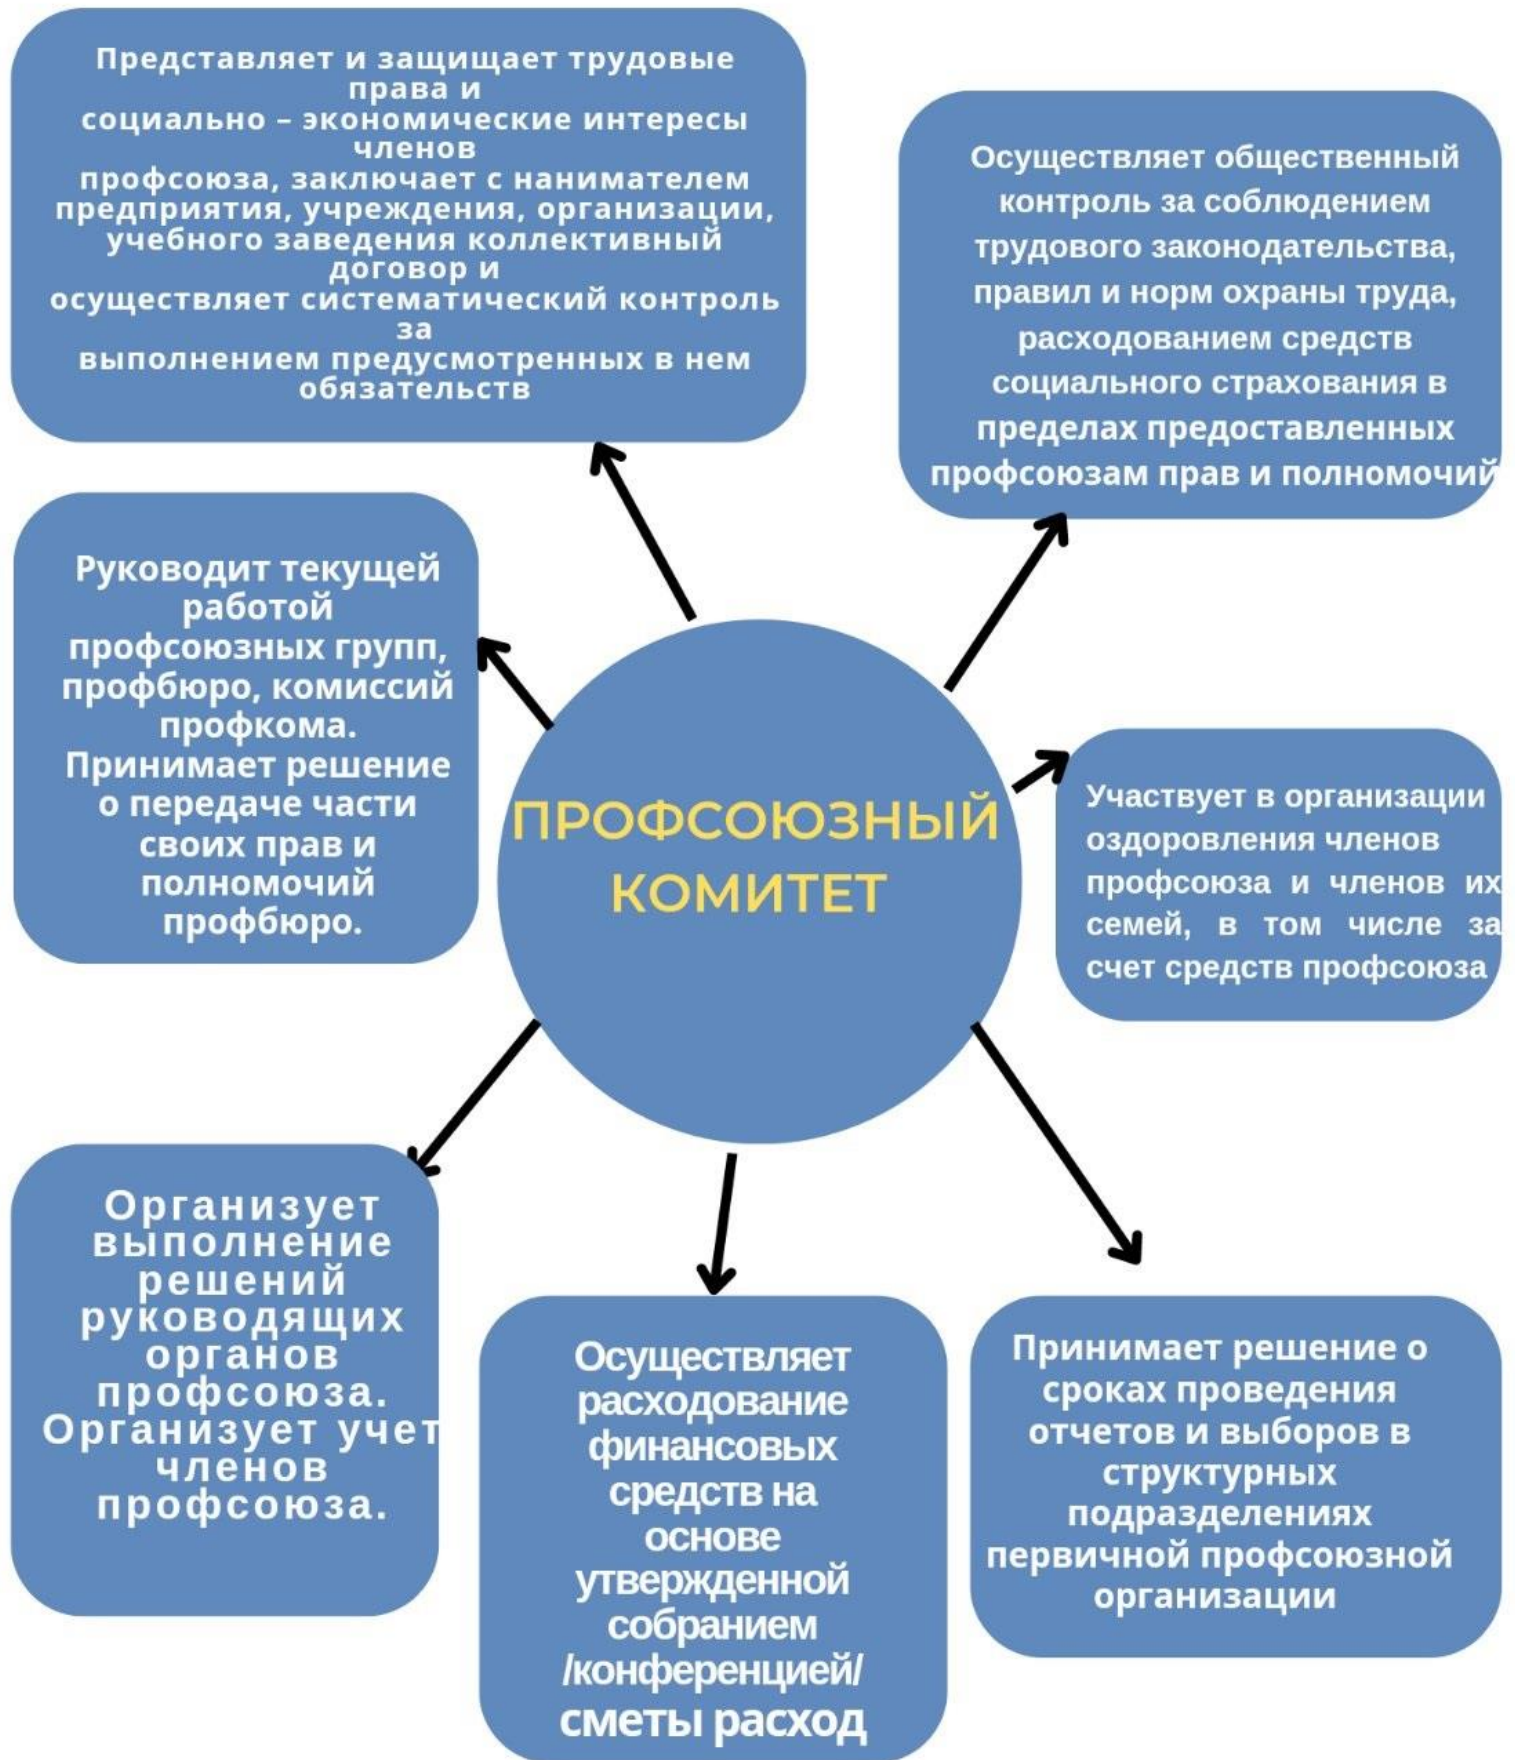 Представляет и защищает трудовые
права и
социально – экономические интересы
членов
профсоюза, заключает с нанимателем
предприятия, учреждения, организации,
учебного заведения коллективный
договор и
осуществляет систематический контроль
за
выполнением предусмотренных в нем
обязательств
Осуществляет общественный
контроль за соблюдением
трудового законодательства,
правил и норм охраны труда,
расходованием средств
социального страхования в
пределах предоставленных
профсоюзам прав и полномочий
Руководит текущей
работой
профсоюзных групп,
профбюро, комиссий
профкома.
Принимает решение
о передаче части
своих прав и
полномочий
профбюро.
ПРОФСОЮЗНЫЙ
КОМИТЕТ
Участвует в организации
оздоровления членов
профсоюза и членов их
семей, в том числе за
счет средств профсоюза
Организует
выполнение
решений
руководящих
органов
профсоюза.
Организует учет
членов
профсоюза.
Осуществляет
расходование
финансовых
средств на
основе
утвержденной
собранием
/конференцией/
сметы расход
Принимает решение о
сроках проведения
отчетов и выборов в
структурных
подразделениях
первичной профсоюзной
организации